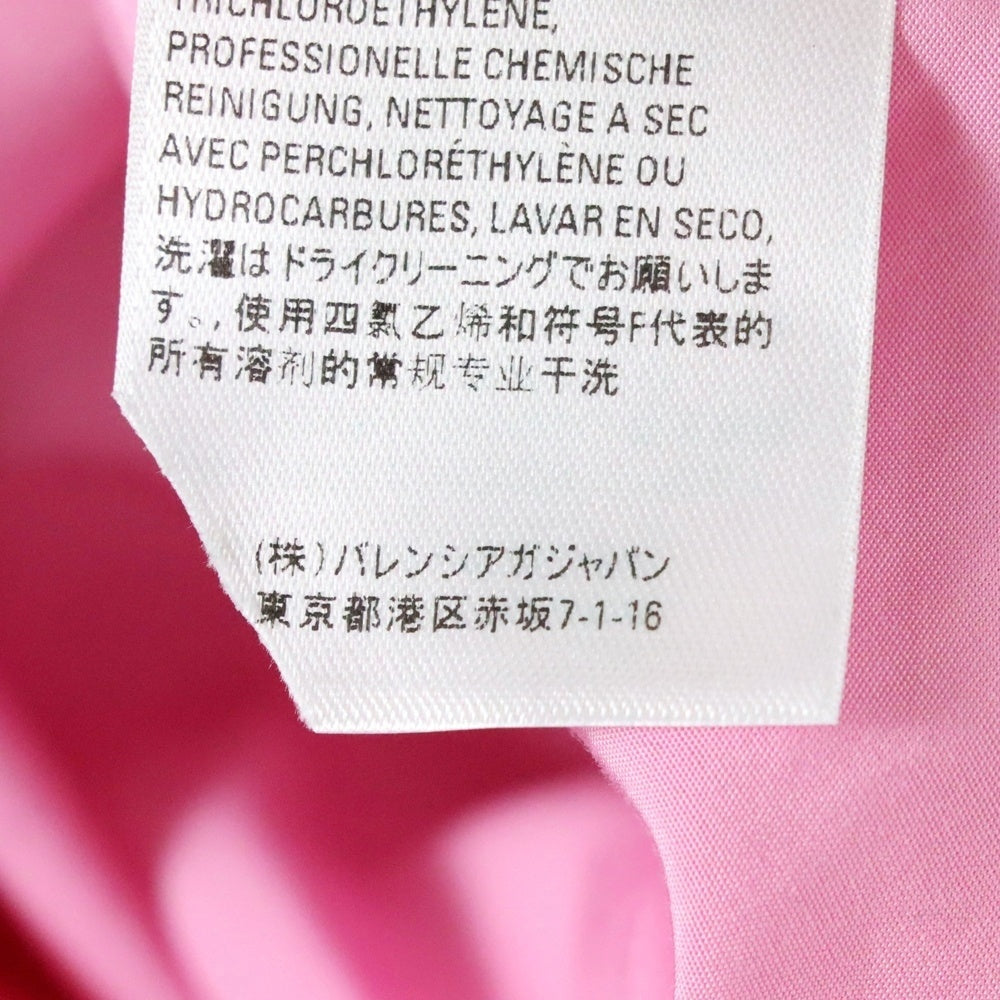 TRICHLOROETHYLENE,
PROFESSIONELLE CHEMISCHE
REINIGUNG, NETTOYAGE A SEC
AVEC PERCHLORÉTHYLÈNE OU
HYDROCARBURES, LAVAR EN SECO,
洗濯はドライクリーニングでお願いしま
す。, 使用四氯乙烯和符号F代表的
所有溶剂的常规专业干洗
(株)バレンシアガジャパン
東京都港区赤坂7-1-16